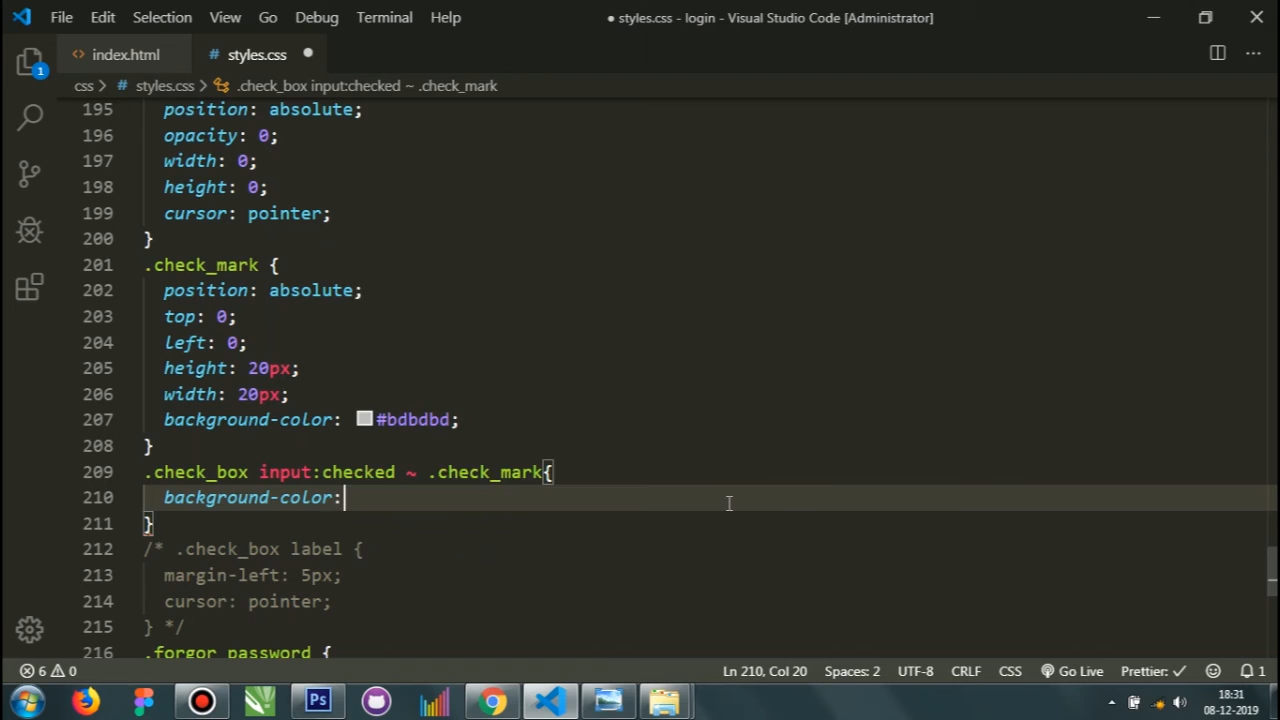 File Edit Selection View Go Debug Terminal Help
● styles.css - login - Visual Studio Code [Administrator]
<> index.html # styles.css ●
css > # styles.css > .check_box input:checked ~ .check_mark
1
195 position: absolute;
196 opacity: 0;
197 width: 0;
198 height: 0;
199 cursor: pointer;
200 }
201 .check_mark {
202 position: absolute;
203 top: 0;
204 left: 0;
205 height: 20px;
206 width: 20px;
207 background-color: #bdbdbd;
208 }
209 .check_box input:checked ~ .check_mark{
210 background-color:
211 }
212 /* .check_box label {
213 margin-left: 5px;
214 cursor: pointer;
215 } */
216 .forgor_password {
6 0 Ln 210, Col 20 Spaces: 2 UTF-8 CRLF CSS Go Live Prettier: ✓ 1
Ps
18:31
08-12-2019